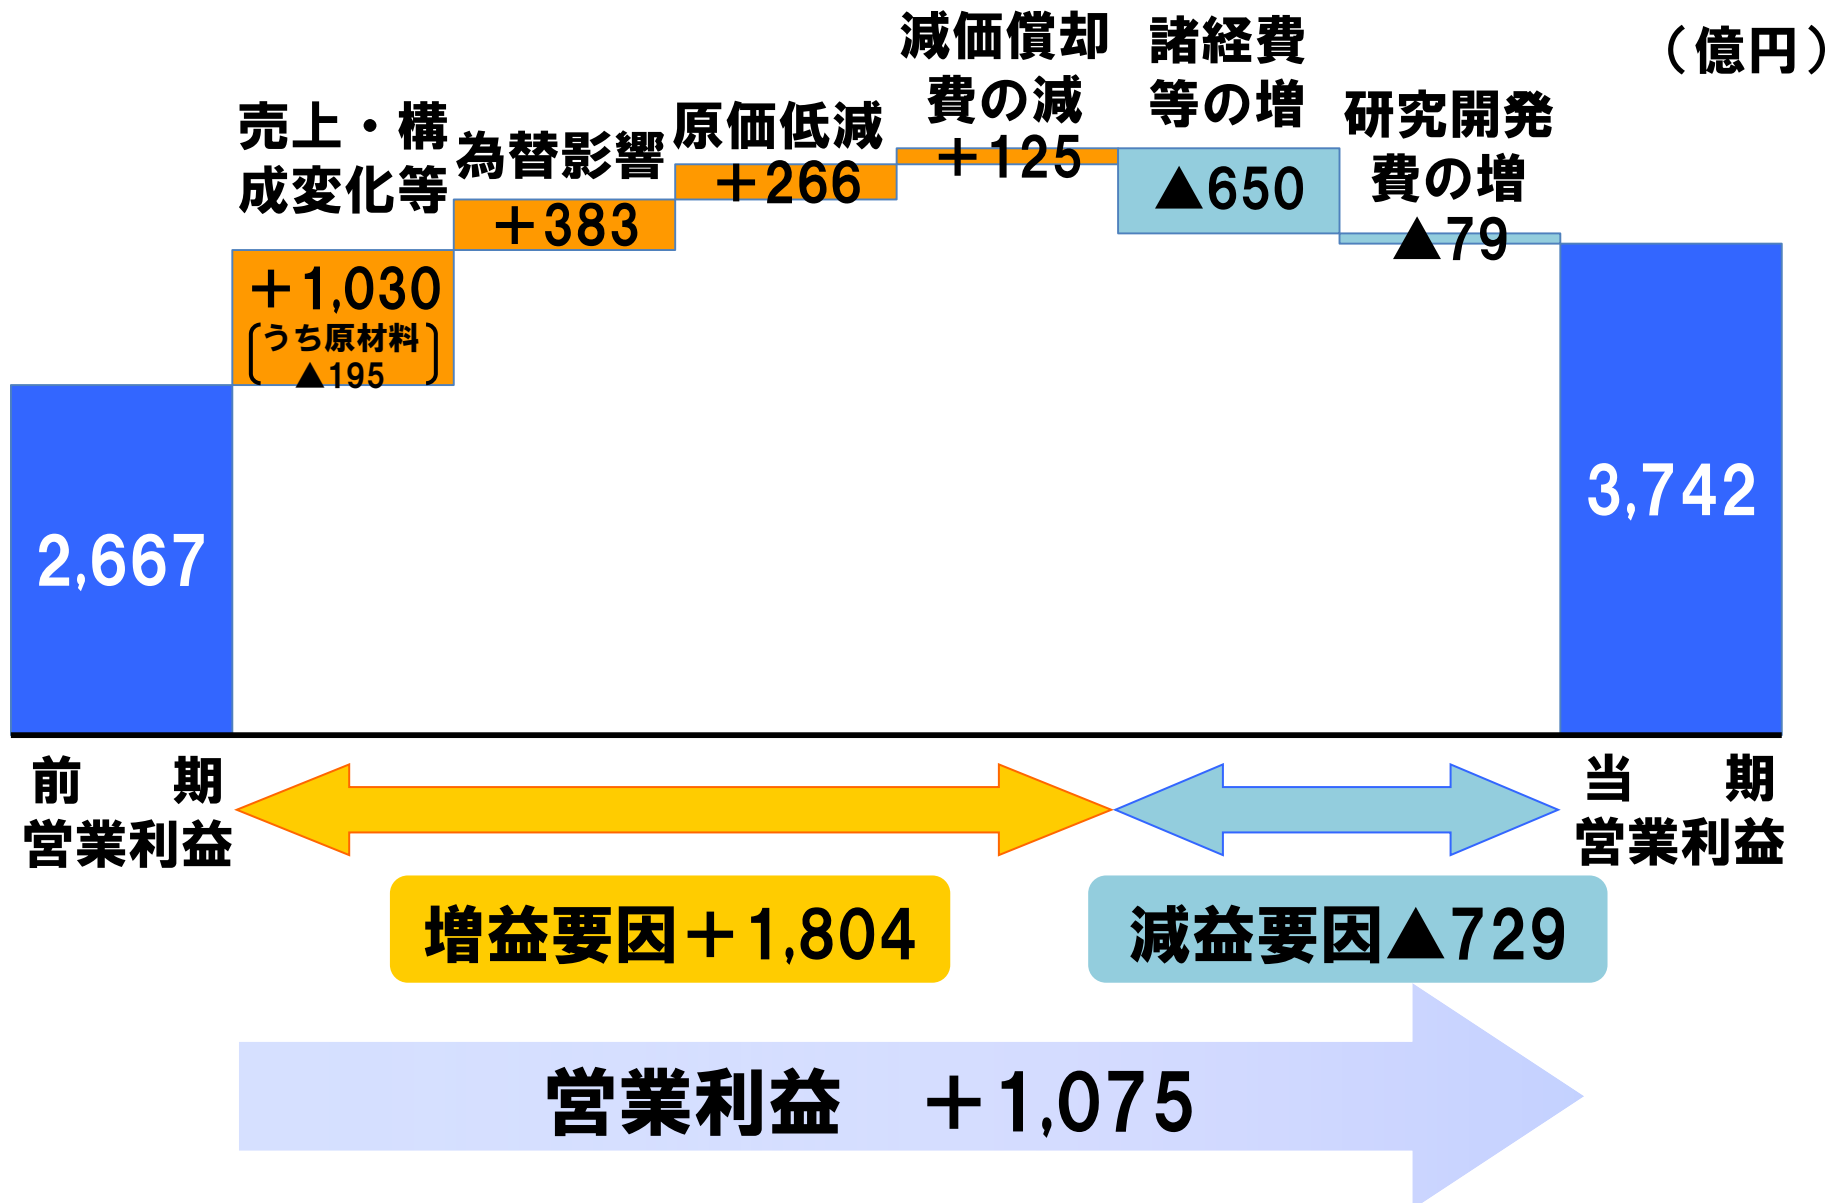 （億円）
売上・構
成変化等
＋1,030
うち原材料
▲195
為替影響
＋383
原価低減
＋266
減価償却
費の減
＋125
諸経費
等の増
▲650
研究開発
費の増
▲79
2,667
3,742
前　期
営業利益
当　期
営業利益
増益要因＋1,804
減益要因▲729
営業利益　＋1,075